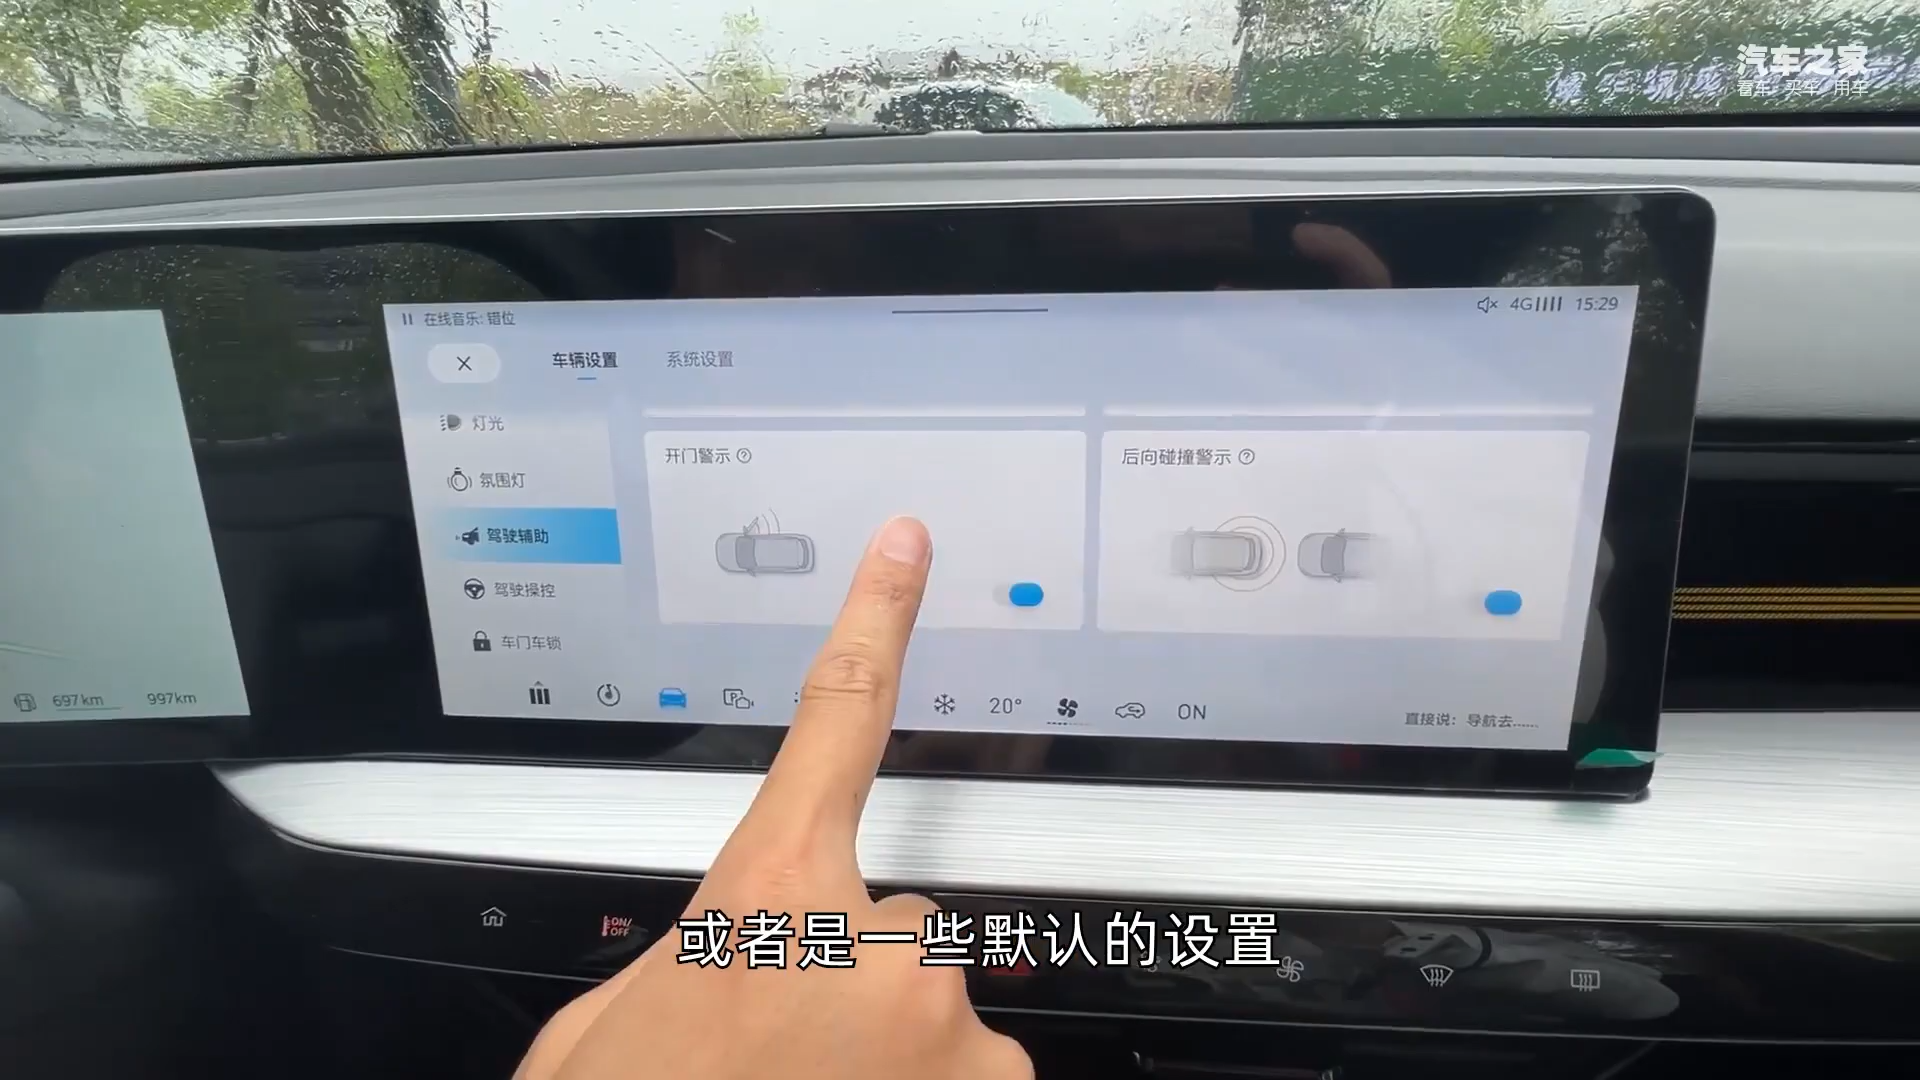 汽车之家
看车 买车 用车
在线音乐: 错位
4G 15:29
车辆设置 系统设置
灯光
氛围灯
驾驶辅助
驾驶操控
车门车锁
开门警示
后向碰撞警示
697km 997km
20° ON
直接说：导航去......
ON/OFF
或者是一些默认的设置